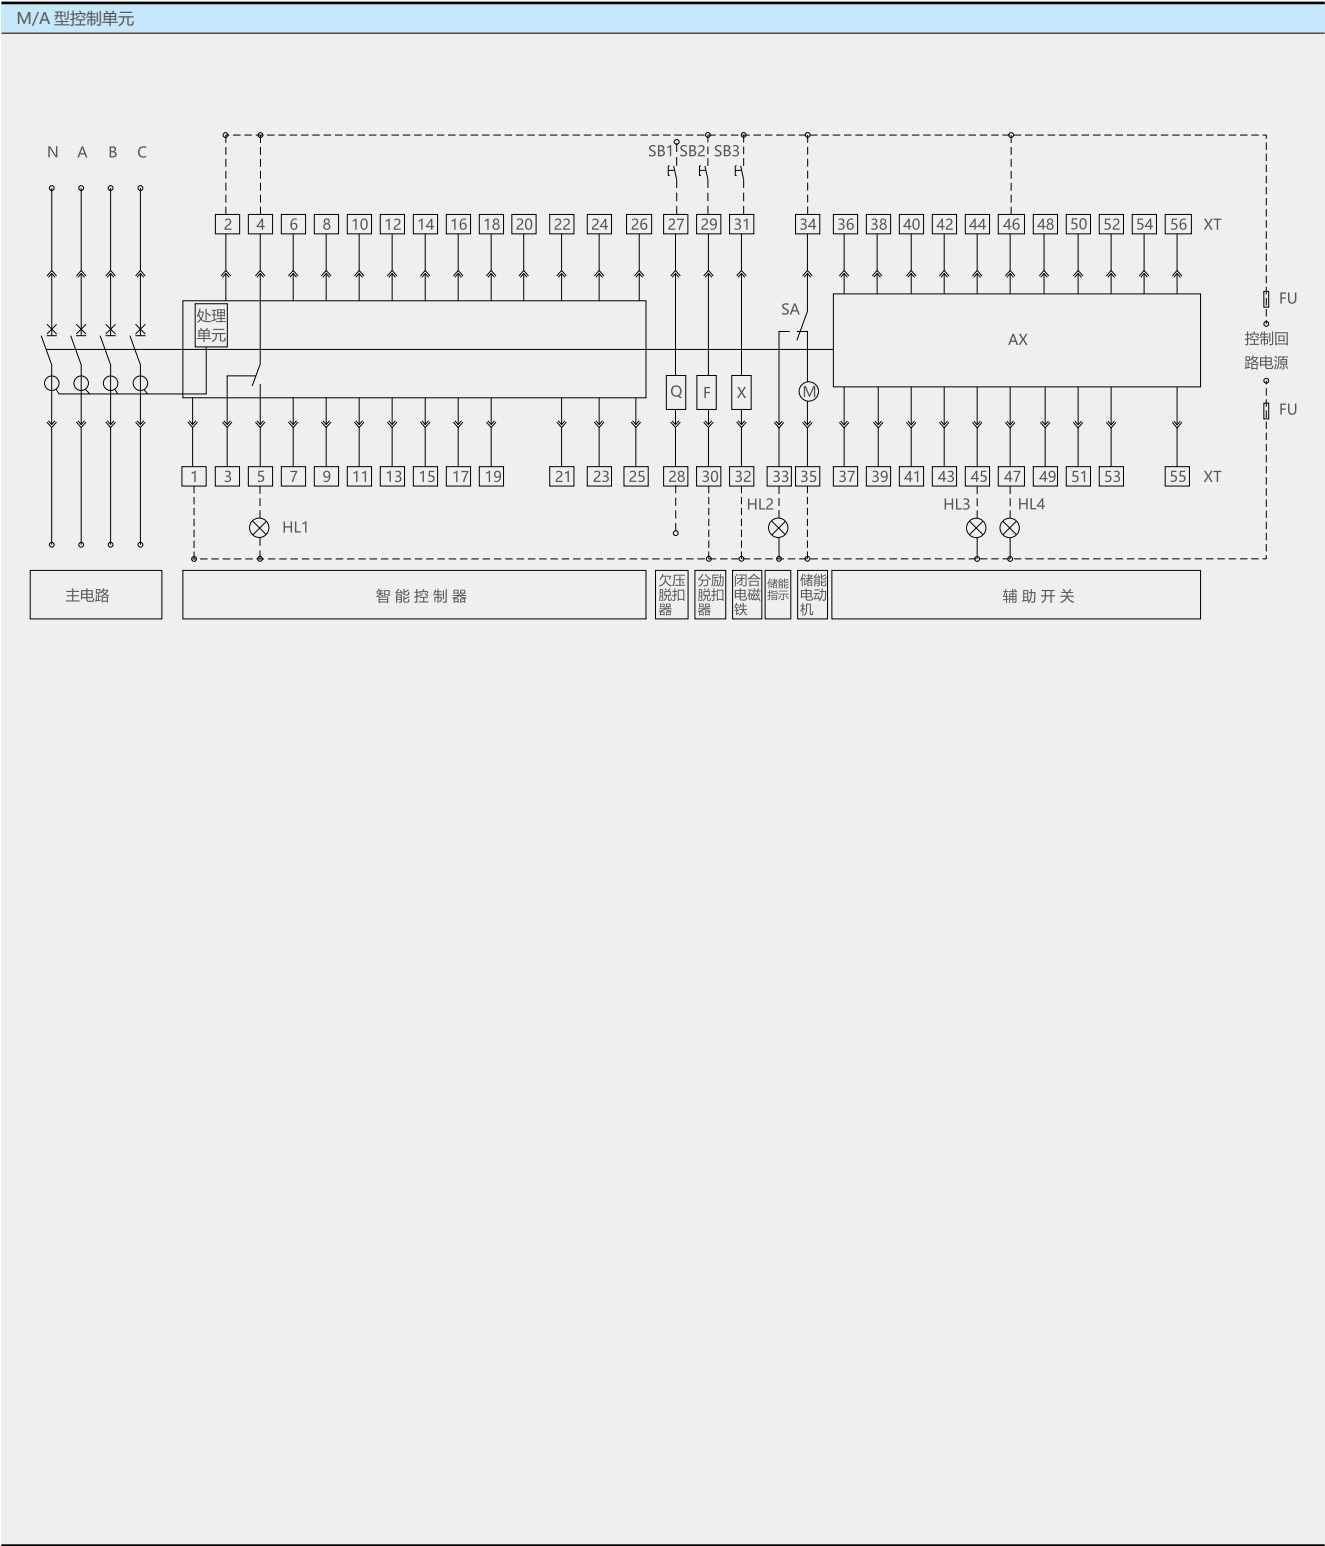 M/A 型控制单元
N A B C
SB1 SB2 SB3
2 4 6 8 10 12 14 16 18 20 22 24 26 27 29 31 34 36 38 40 42 44 46 48 50 52 54 56 XT
FU
SA
处理
单元
AX
控制回
路电源
Q F X M
FU
1 3 5 7 9 11 13 15 17 19 21 23 25 28 30 32 33 35 37 39 41 43 45 47 49 51 53 55 XT
HL1 HL2 HL3 HL4
主电路
智能控制器
欠压
脱扣
器
分励
脱扣
器
闭合
电磁
铁
储能
指示
储能
电动
机
辅助开关